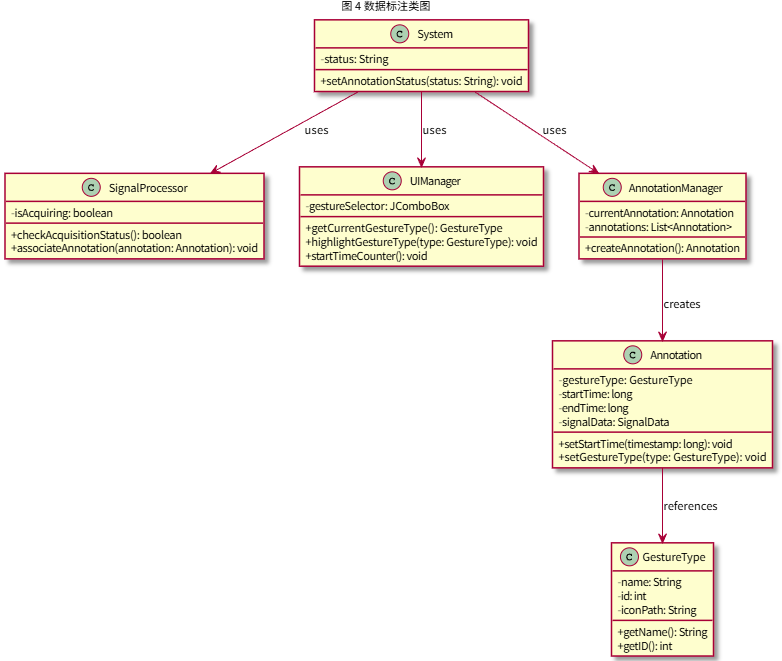 图 4 数据标注类图
C System
-status: String
+setAnnotationStatus(status: String): void
uses
uses
uses
C SignalProcessor
-isAcquiring: boolean
+checkAcquisitionStatus(): boolean
+associateAnnotation(annotation: Annotation): void
C UIManager
-gestureSelector: JComboBox
+getCurrentGestureType(): GestureType
+highlightGestureType(type: GestureType): void
+startTimeCounter(): void
C AnnotationManager
-currentAnnotation: Annotation
-annotations: List<Annotation>
+createAnnotation(): Annotation
creates
C Annotation
-gestureType: GestureType
-startTime: long
-endTime: long
-signalData: SignalData
+setStartTime(timestamp: long): void
+setGestureType(type: GestureType): void
references
C GestureType
-name: String
-id: int
-iconPath: String
+getName(): String
+getID(): int